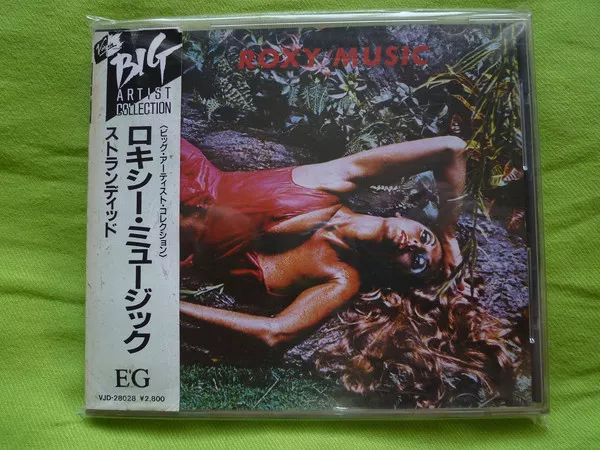 BIG
ARTIST
COLLECTION
〈ビッグ・アーティスト・コレクション〉
ロキシー・ミュージック
ストランデッド
E'G
VJD-28028 ¥2,800
ROXY MUSIC